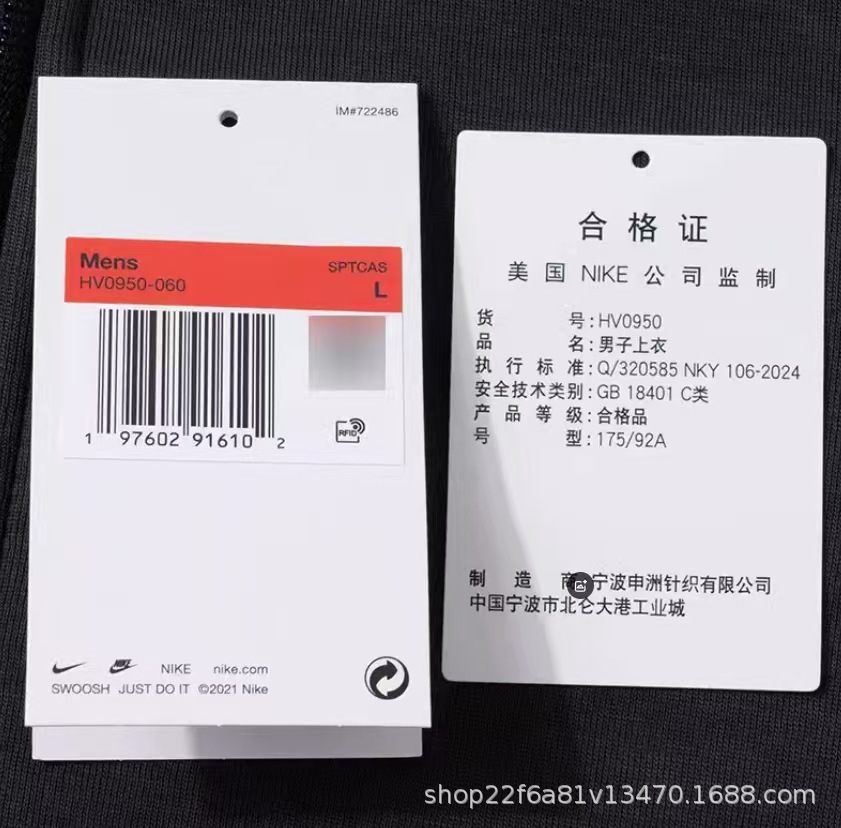 IM#722486
Mens
SPTCAS
HV0950-060
L
1 97602 91610 2
RFID
NIKE
NIKE nike.com
SWOOSH JUST DO IT ©2021 Nike
合格证
美国 NIKE 公司监制
货号:HV0950
品名:男子上衣
执行标准:Q/320585 NKY 106-2024
安全技术类别:GB 18401 C类
产品等级:合格品
号型:175/92A
制造商 宁波申洲针织有限公司
中国宁波市北仑大港工业城
shop22f6a81v13470.1688.com